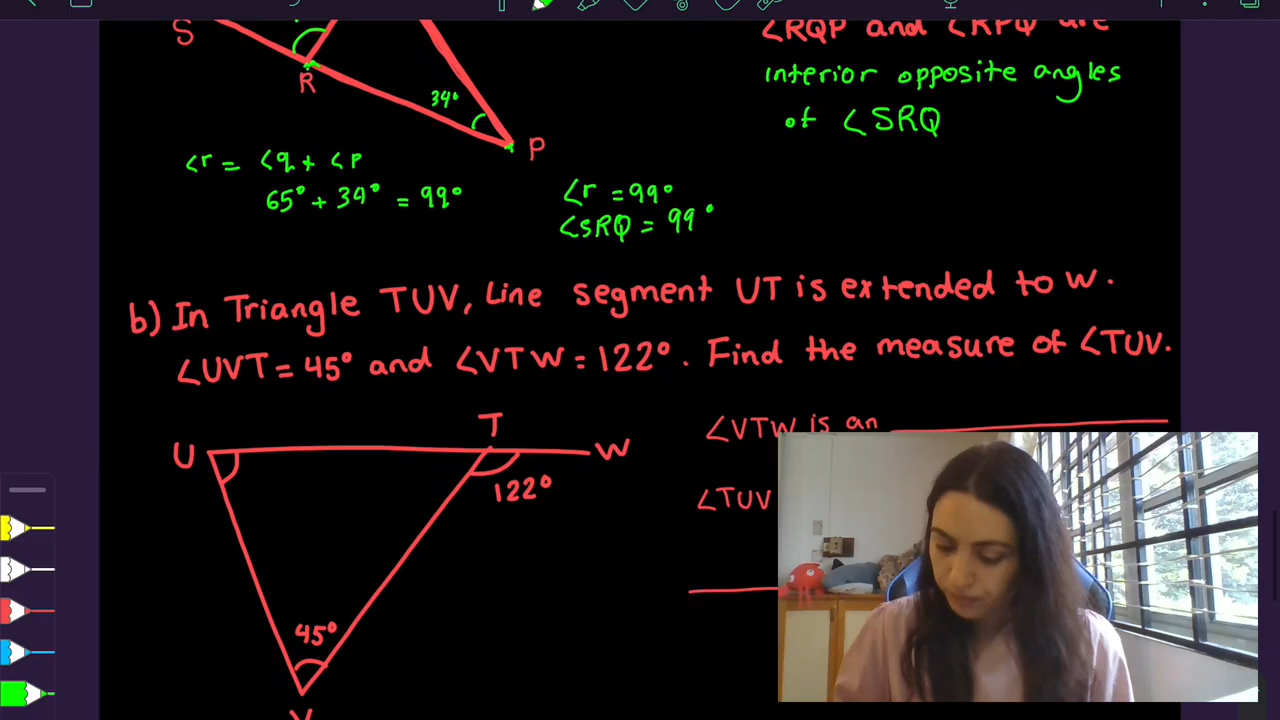 S
∠RQP and ∠RPQ are
R
interior opposite angles
34°
of ∠SRQ
P
∠r = ∠q + ∠p
65° + 34° = 99°
∠r = 99°
∠SRQ = 99°
b) In Triangle TUV, Line segment UT is extended to W.
∠UVT = 45° and ∠VTW = 122°. Find the measure of ∠TUV.
T
∠VTW is an
U
W
122°
∠TUV
45°
V